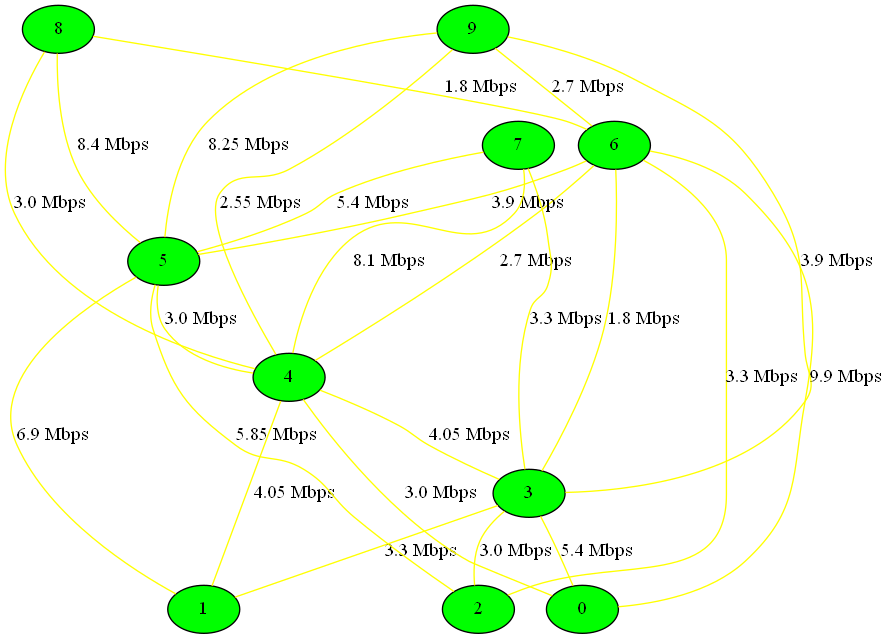 8
9
1.8 Mbps
2.7 Mbps
8.4 Mbps
8.25 Mbps
7
6
3.0 Mbps
2.55 Mbps
5.4 Mbps
3.9 Mbps
5
8.1 Mbps
2.7 Mbps
3.9 Mbps
3.0 Mbps
3.3 Mbps
1.8 Mbps
4
3.3 Mbps
9.9 Mbps
6.9 Mbps
5.85 Mbps
4.05 Mbps
4.05 Mbps
3.0 Mbps
3
3.3 Mbps
3.0 Mbps
5.4 Mbps
1
2
0